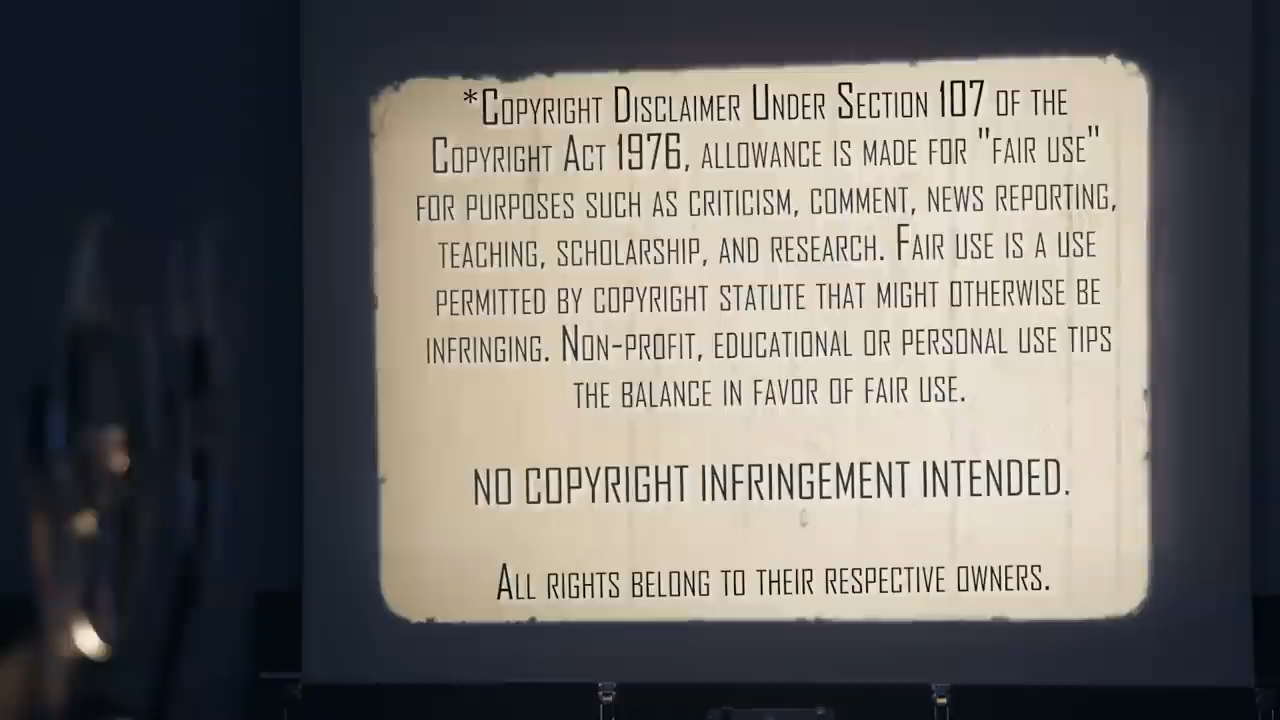 *Copyright Disclaimer Under Section 107 of the
Copyright Act 1976, allowance is made for "fair use"
for purposes such as criticism, comment, news reporting,
teaching, scholarship, and research. Fair use is a use
permitted by copyright statute that might otherwise be
infringing. Non-profit, educational or personal use tips
the balance in favor of fair use.
NO COPYRIGHT INFRINGEMENT INTENDED.
All rights belong to their respective owners.